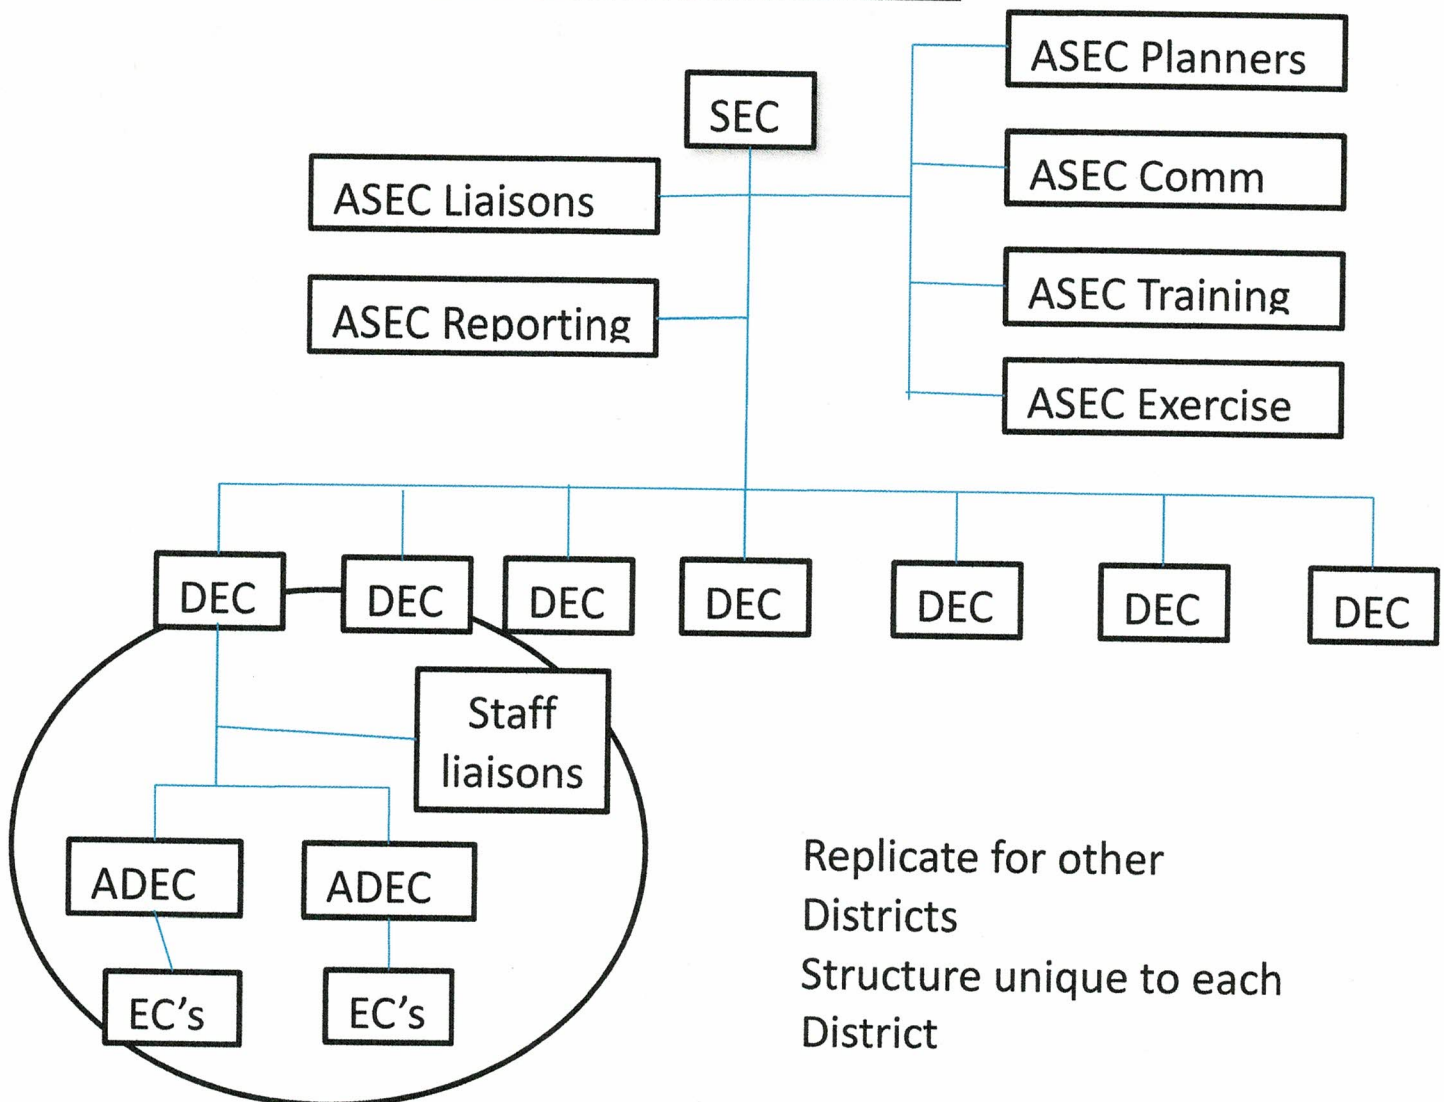 ASEC Planners
SEC
ASEC Comm
ASEC Liaisons
ASEC Training
ASEC Reporting
ASEC Exercise
DEC
DEC
DEC
DEC
DEC
DEC
DEC
Staff
liaisons
ADEC
ADEC
EC's
EC's
Replicate for other
Districts
Structure unique to each
District